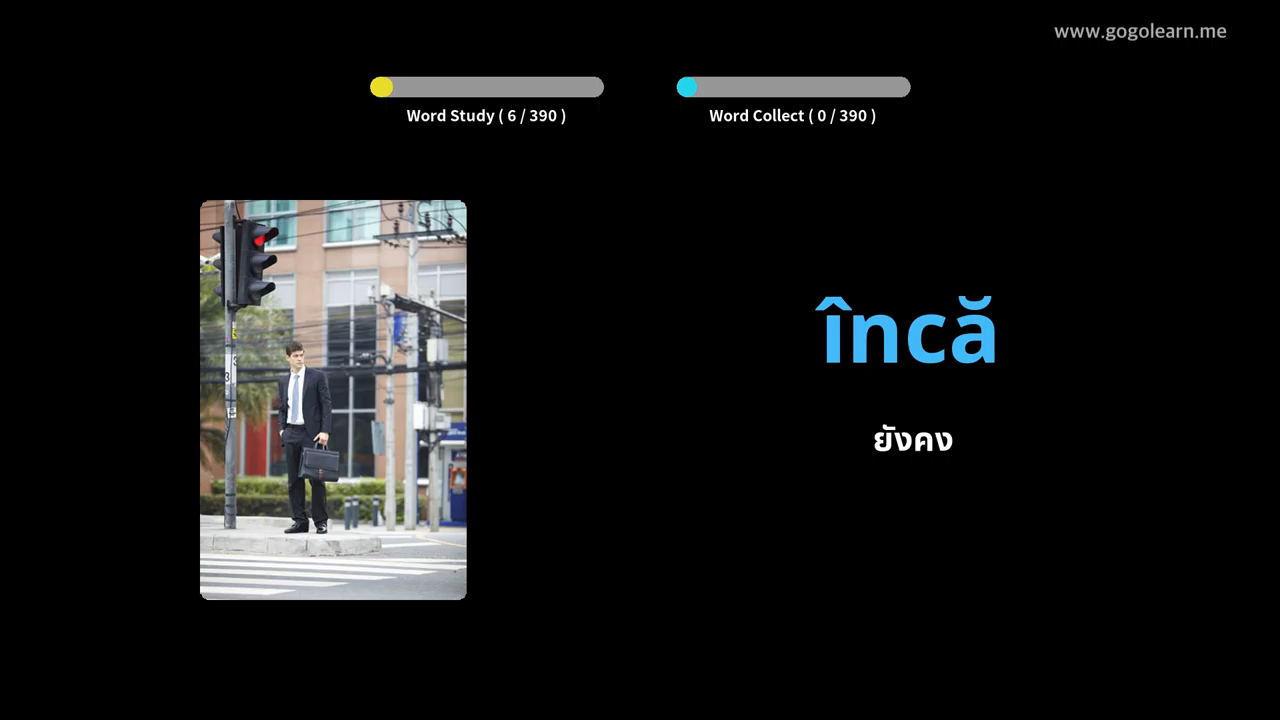 www.gogolearn.me
Word Study ( 6 / 390 )
Word Collect ( 0 / 390 )
încă
ยังคง